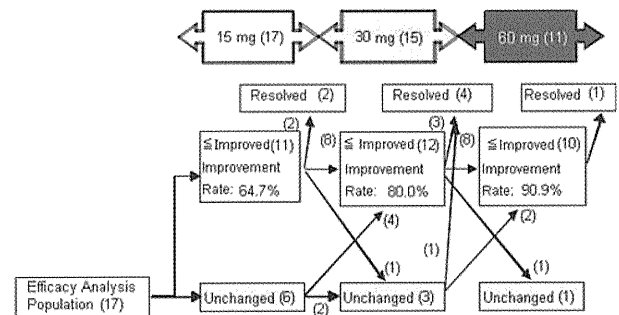 15 mg (17)
30 mg (15)
60 mg (11)
Resolved (2)
Resolved (4)
Resolved (1)
(2)
(8)
(3)
(8)
≦Improved (11)
Improvement
Rate: 64.7%
≦ Improved (12)
Improvement
Rate: 80.0%
≦ Improved (10)
Improvement
Rate: 90.9%
(4)
(2)
(1)
(1)
(1)
Efficacy Analysis
Population (17)
Unchanged (6)
(2)
Unchanged (3)
Unchanged (1)